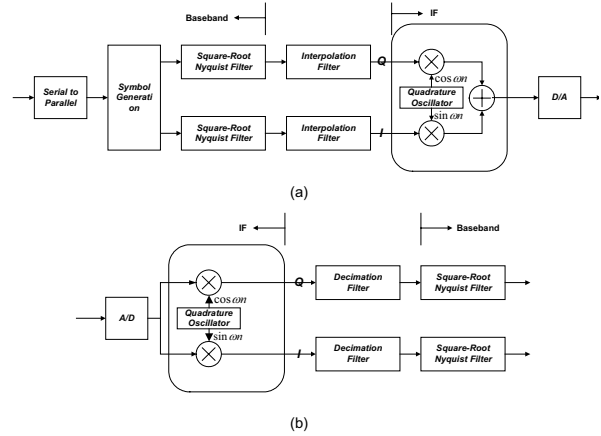 Baseband
IF
Serial to
Parallel
Symbol
Generati
on
Square-Root
Nyquist Filter
Interpolation
Filter
Q
cos ωn
Quadrature
Oscillator
sin ωn
D/A
Square-Root
Nyquist Filter
Interpolation
Filter
I
(a)
IF
Baseband
A/D
cos ωn
Quadrature
Oscillator
sin ωn
Q
Decimation
Filter
Square-Root
Nyquist Filter
I
Decimation
Filter
Square-Root
Nyquist Filter
(b)